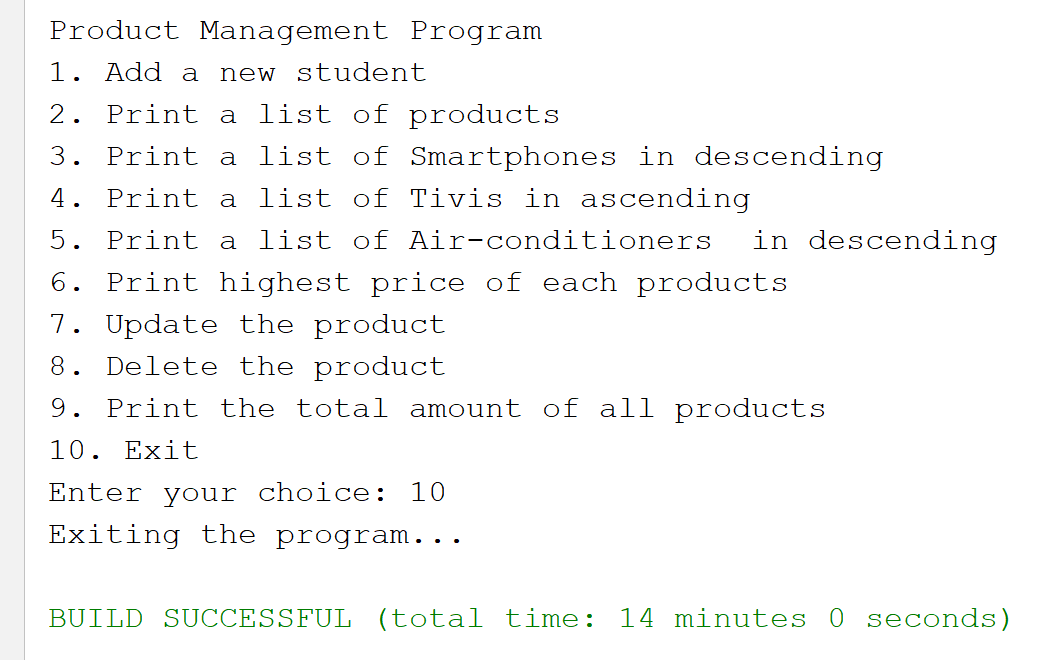 Product Management Program
1. Add a new student
2. Print a list of products
3. Print a list of Smartphones in descending
4. Print a list of Tivis in ascending
5. Print a list of Air-conditioners  in descending
6. Print highest price of each products
7. Update the product
8. Delete the product
9. Print the total amount of all products
10. Exit
Enter your choice: 10
Exiting the program...
BUILD SUCCESSFUL (total time: 14 minutes 0 seconds)